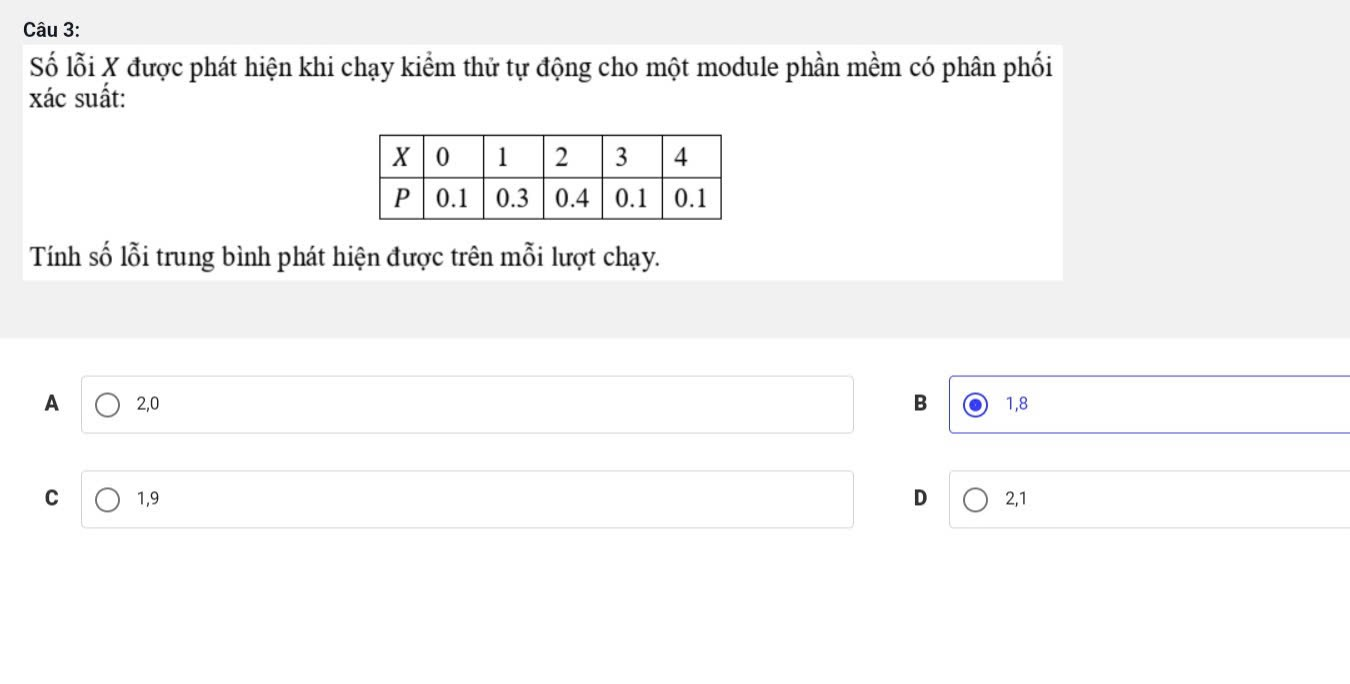 Câu 3:
Số lỗi X được phát hiện khi chạy kiểm thử tự động cho một module phần mềm có phân phối
xác suất:
X 0 1 2 3 4
P 0.1 0.3 0.4 0.1 0.1
Tính số lỗi trung bình phát hiện được trên mỗi lượt chạy.
A 2,0
B 1,8
C 1,9
D 2,1